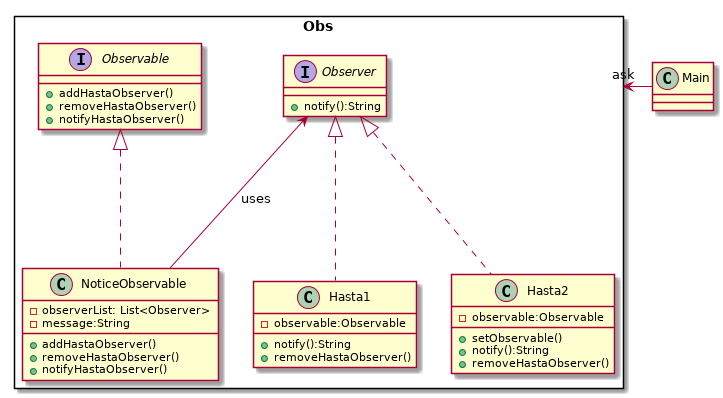 Obs
I Observable
addHastaObserver()
removeHastaObserver()
notifyHastaObserver()
I Observer
notify():String
ask
C Main
uses
C NoticeObservable
observerList: List<Observer>
message:String
addHastaObserver()
removeHastaObserver()
notifyHastaObserver()
C Hasta1
observable:Observable
notify():String
removeHastaObserver()
C Hasta2
observable:Observable
setObservable()
notify():String
removeHastaObserver()